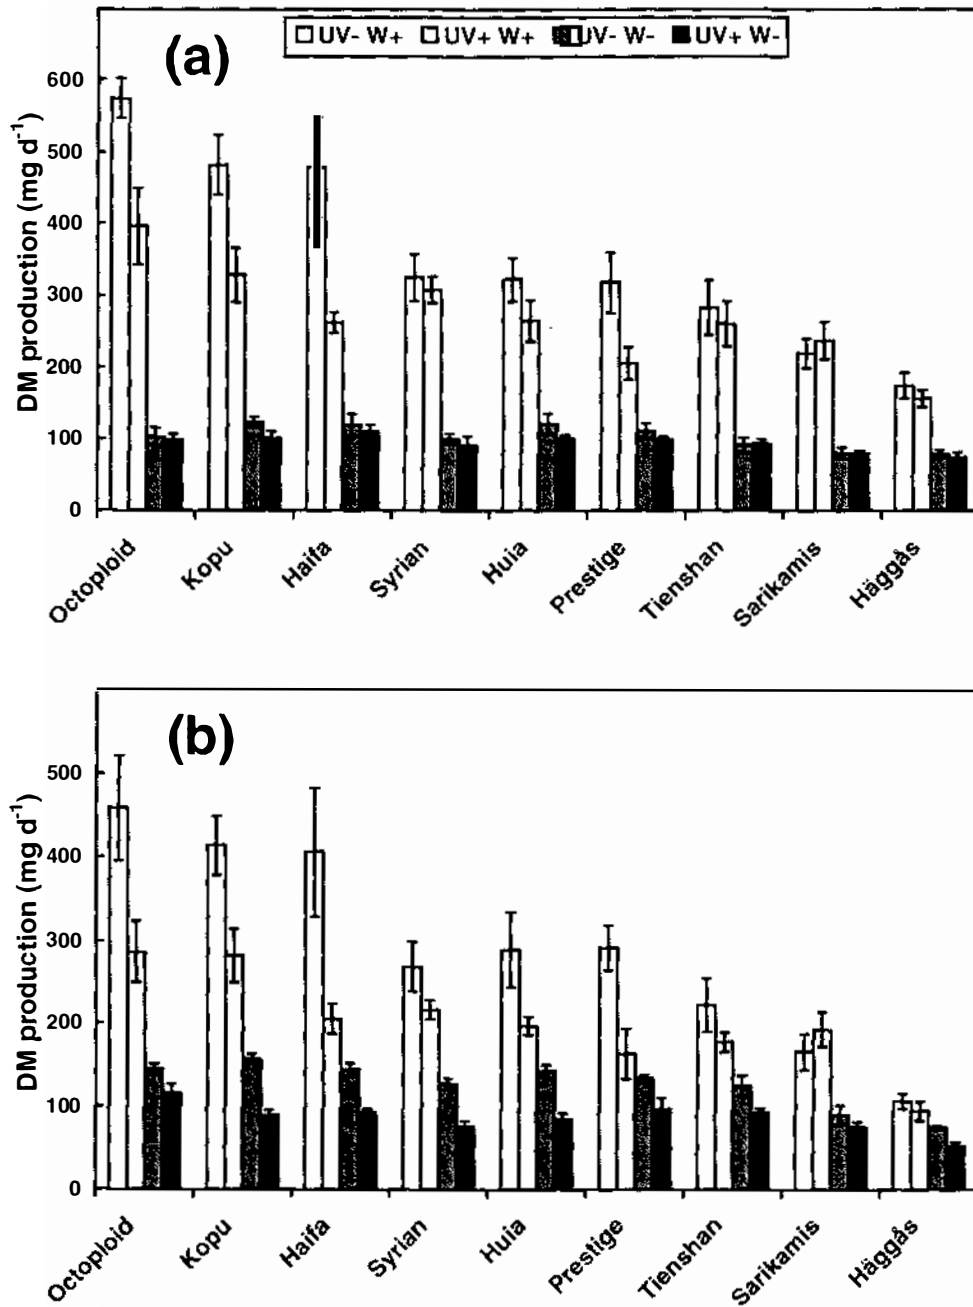 (a)
UV- W+ UV+ W+ UV- W- UV+ W-
DM production (mg d⁻¹)
600
500
400
300
200
100
0
Octoploid Kopu Haifa Syrian Huia Prestige Tienshan Sarikamis Häggås
(b)
DM production (mg d⁻¹)
500
400
300
200
100
0
Octoploid Kopu Haifa Syrian Huia Prestige Tienshan Sarikamis Häggås